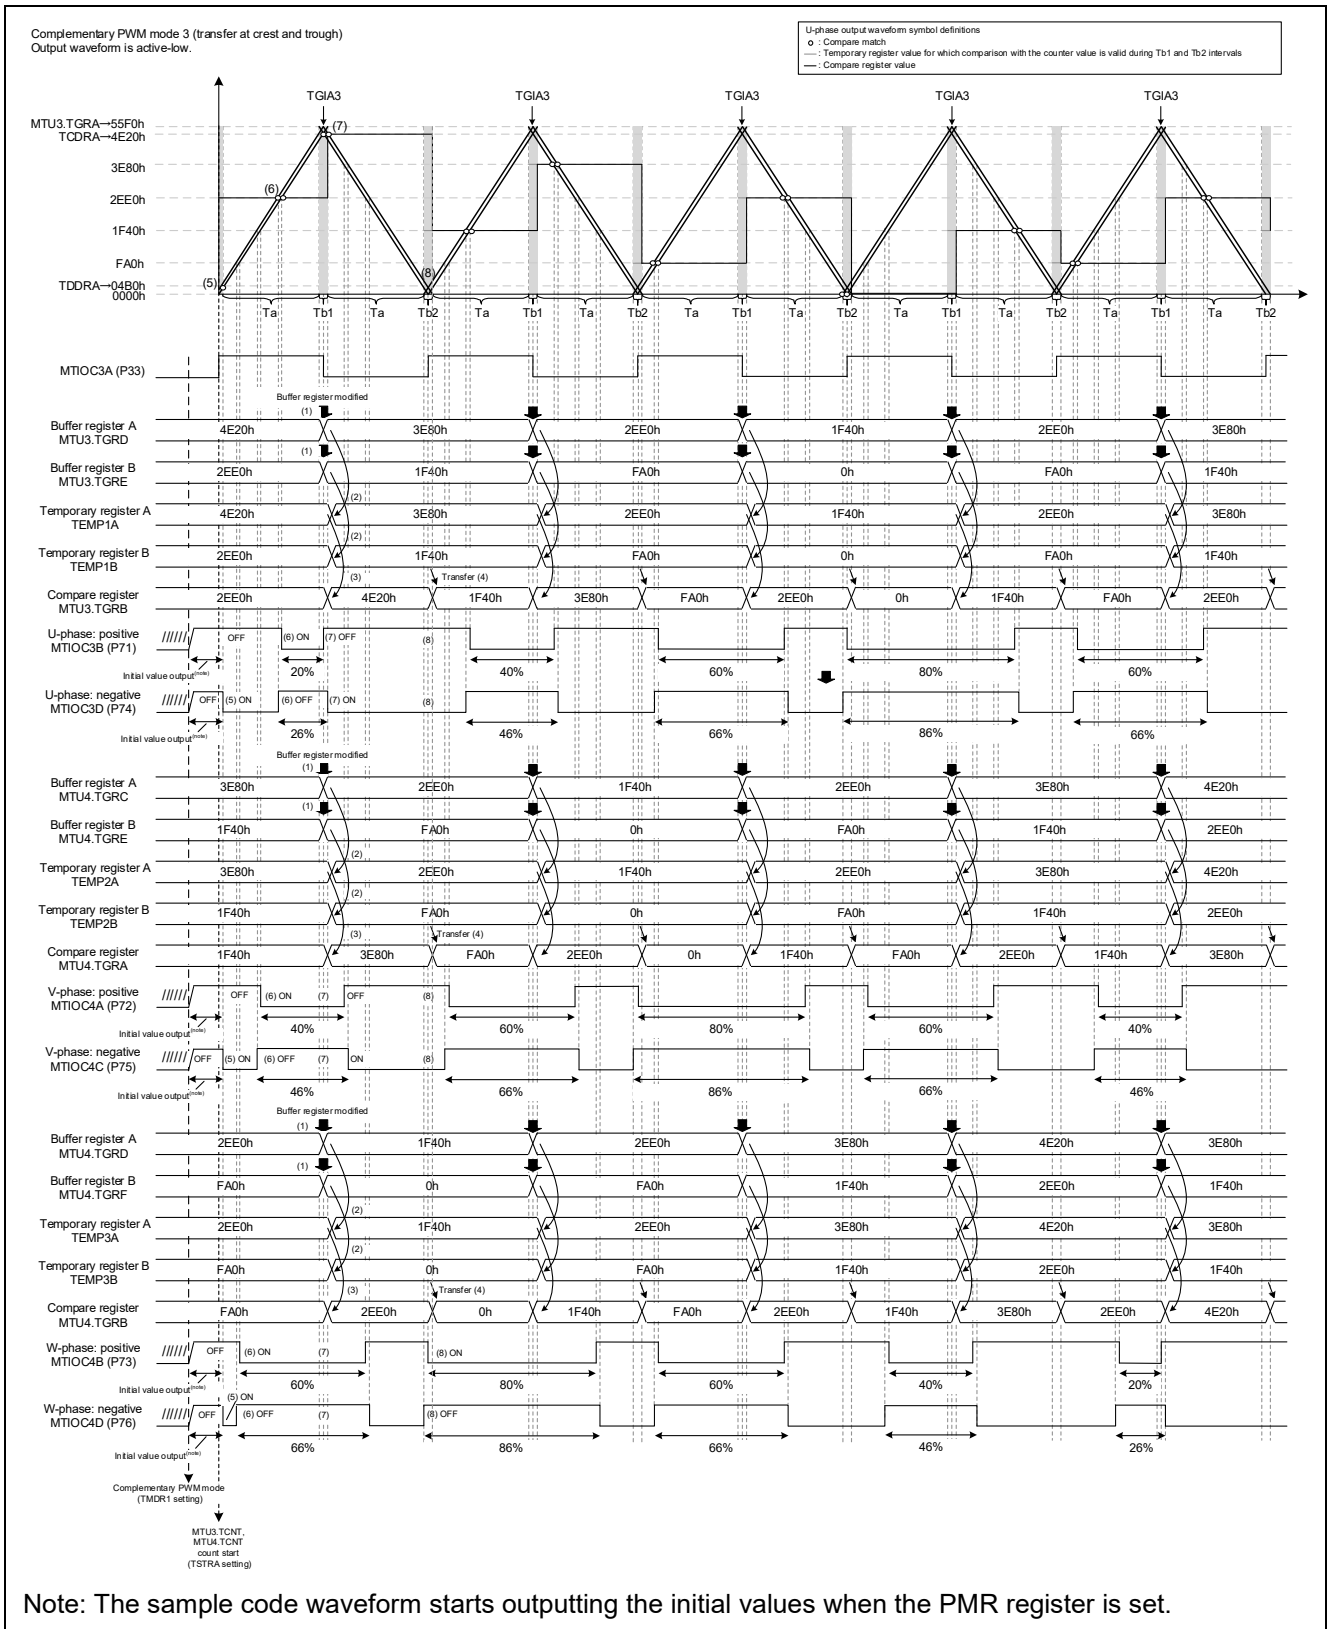 Complementary PWM mode 3 (transfer at crest and trough)
Output waveform is active-low.
U-phase output waveform symbol definitions
: Compare match
: Temporary register value for which comparison with the counter value is valid during Tb1 and Tb2 intervals
: Compare register value
TGIA3 TGIA3 TGIA3 TGIA3 TGIA3
MTU3.TGRA→55F0h
(7)
TCDRA→4E20h
3E80h
(6)
2EE0h
1F40h
FA0h
(8)
TDDRA→04B0h
(5)
0000h
Ta Tb1 Ta Tb2 Ta Tb1 Ta Tb2 Ta Tb1 Ta Tb2 Ta Tb1 Ta Tb2 Ta Tb1 Ta Tb2
MTIOC3A (P33)
Buffer register modified
(1)
Buffer register A
MTU3.TGRD
4E20h 3E80h 2EE0h 1F40h 2EE0h 3E80h
(1)
Buffer register B
MTU3.TGRE
2EE0h 1F40h FA0h 0h FA0h 1F40h
(2)
Temporary register A
TEMP1A
4E20h 3E80h 2EE0h 1F40h 2EE0h 3E80h
(2)
Temporary register B
TEMP1B
2EE0h 1F40h FA0h 0h FA0h 1F40h
(3) Transfer (4)
Compare register
MTU3.TGRB
2EE0h 4E20h 1F40h 3E80h FA0h 2EE0h 0h 1F40h FA0h 2EE0h
U-phase: positive
MTIOC3B (P71)
OFF (6) ON (7) OFF (8)
Initial value output(note)
20% 40% 60% 80% 60%
U-phase: negative
MTIOC3D (P74)
OFF (5) ON (6) OFF (7) ON (8)
Initial value output(note)
26% 46% 66% 86% 66%
Buffer register modified
(1)
Buffer register A
MTU4.TGRC
3E80h 2EE0h 1F40h 2EE0h 3E80h 4E20h
(1)
Buffer register B
MTU4.TGRE
1F40h FA0h 0h FA0h 1F40h 2EE0h
(2)
Temporary register A
TEMP2A
3E80h 2EE0h 1F40h 2EE0h 3E80h 4E20h
(2)
Temporary register B
TEMP2B
1F40h FA0h 0h FA0h 1F40h 2EE0h
(3) Transfer (4)
Compare register
MTU4.TGRA
1F40h 3E80h FA0h 2EE0h 0h 1F40h FA0h 2EE0h 1F40h 3E80h
V-phase: positive
MTIOC4A (P72)
OFF (6) ON (7) OFF (8)
Initial value output(note)
40% 60% 80% 60% 40%
V-phase: negative
MTIOC4C (P75)
OFF (5) ON (6) OFF (7) ON (8)
Initial value output(note)
46% 66% 86% 66% 46%
Buffer register modified
(1)
Buffer register A
MTU4.TGRD
2EE0h 1F40h 2EE0h 3E80h 4E20h 3E80h
(1)
Buffer register B
MTU4.TGRF
FA0h 0h FA0h 1F40h 2EE0h 1F40h
(2)
Temporary register A
TEMP3A
2EE0h 1F40h 2EE0h 3E80h 4E20h 3E80h
(2)
Temporary register B
TEMP3B
FA0h 0h FA0h 1F40h 2EE0h 1F40h
(3) Transfer (4)
Compare register
MTU4.TGRB
FA0h 2EE0h 0h 1F40h FA0h 2EE0h 1F40h 3E80h 2EE0h 4E20h
W-phase: positive
MTIOC4B (P73)
OFF (6) ON (7) (8) ON
Initial value output(note)
60% 80% 60% 40% 20%
(5) ON
W-phase: negative
MTIOC4D (P76)
OFF (6) OFF (7) (8) OFF
Initial value output(note)
66% 86% 66% 46% 26%
Complementary PWM mode
(TMDR1 setting)
MTU3.TCNT,
MTU4.TCNT
count start
(TSTRA setting)
Note: The sample code waveform starts outputting the initial values when the PMR register is set.